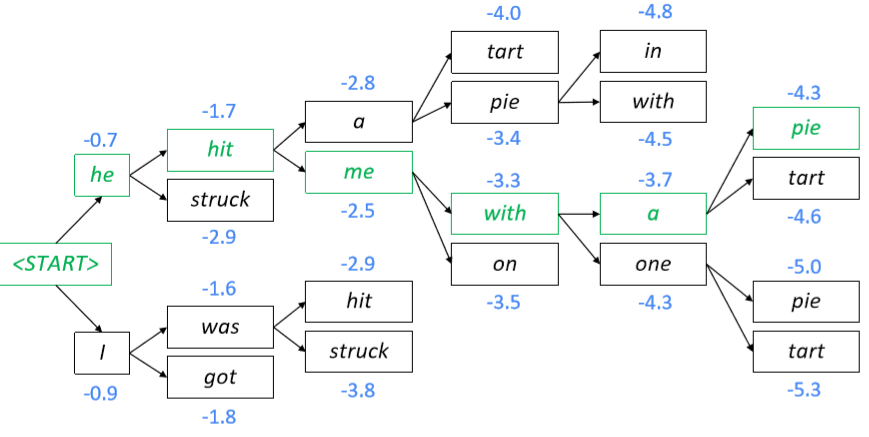 -4.0 -4.8
tart in
-2.8
-1.7 a pie with -4.3
-0.7 hit -3.4 -4.5 pie
he me -3.3 -3.7
struck tart
-2.5 with a -4.6
-2.9
<START> -2.9 on one -5.0
-1.6 hit -3.5 -4.3 pie
was
I struck tart
got
-0.9 -3.8 -5.3
-1.8